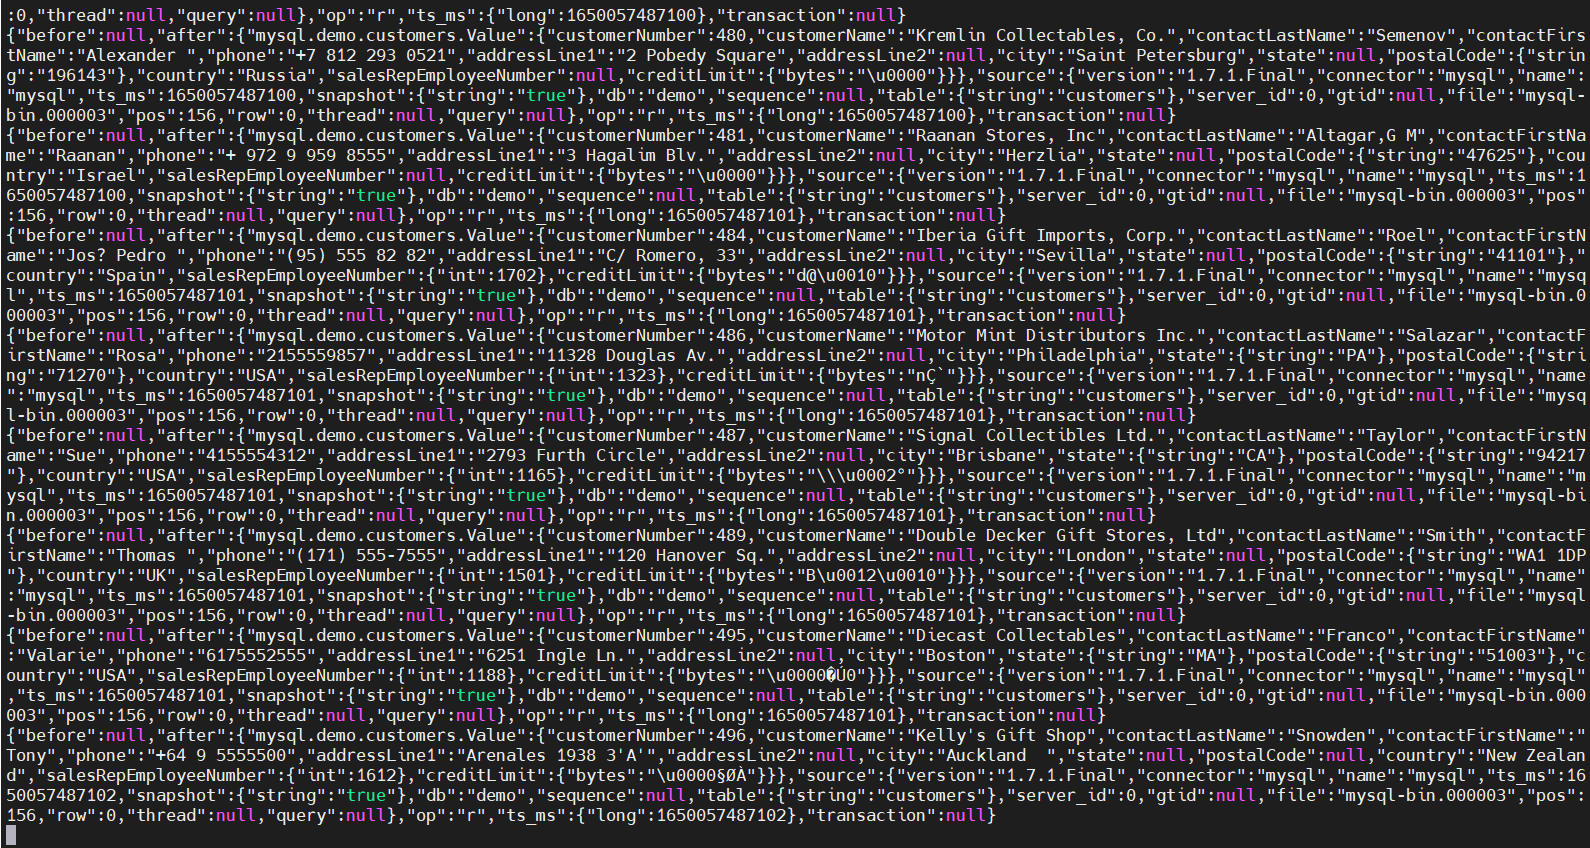 :0,"thread":null,"query":null},"op":"r","ts_ms":{"long":1650057487100},"transaction":null}
{"before":null,"after":{"mysql.demo.customers.Value":{"customerNumber":480,"customerName":"Kremlin Collectables, Co.","contactLastName":"Semenov","contactFirs
tName":"Alexander ","phone":"+7 812 293 0521","addressLine1":"2 Pobedy Square","addressLine2":null,"city":"Saint Petersburg","state":null,"postalCode":{"strin
g":"196143"},"country":"Russia","salesRepEmployeeNumber":null,"creditLimit":{"bytes":"\u0000"}}},"source":{"version":"1.7.1.Final","connector":"mysql","name":
"mysql","ts_ms":1650057487100,"snapshot":{"string":"true"},"db":"demo","sequence":null,"table":{"string":"customers"},"server_id":0,"gtid":null,"file":"mysql-
bin.000003","pos":156,"row":0,"thread":null,"query":null},"op":"r","ts_ms":{"long":1650057487100},"transaction":null}
{"before":null,"after":{"mysql.demo.customers.Value":{"customerNumber":481,"customerName":"Raanan Stores, Inc","contactLastName":"Altagar,G M","contactFirstNa
me":"Raanan","phone":"+ 972 9 959 8555","addressLine1":"3 Hagalim Blv.","addressLine2":null,"city":"Herzlia","state":null,"postalCode":{"string":"47625"},"cou
ntry":"Israel","salesRepEmployeeNumber":null,"creditLimit":{"bytes":"\u0000"}}},"source":{"version":"1.7.1.Final","connector":"mysql","name":"mysql","ts_ms":1
650057487100,"snapshot":{"string":"true"},"db":"demo","sequence":null,"table":{"string":"customers"},"server_id":0,"gtid":null,"file":"mysql-bin.000003","pos"
:156,"row":0,"thread":null,"query":null},"op":"r","ts_ms":{"long":1650057487101},"transaction":null}
{"before":null,"after":{"mysql.demo.customers.Value":{"customerNumber":484,"customerName":"Iberia Gift Imports, Corp.","contactLastName":"Roel","contactFirstN
ame":"Jos? Pedro ","phone":"(95) 555 82 82","addressLine1":"C/ Romero, 33","addressLine2":null,"city":"Sevilla","state":null,"postalCode":{"string":"41101"},"
country":"Spain","salesRepEmployeeNumber":{"int":1702},"creditLimit":{"bytes":"d@\u0010"}}},"source":{"version":"1.7.1.Final","connector":"mysql","name":"mysq
l","ts_ms":1650057487101,"snapshot":{"string":"true"},"db":"demo","sequence":null,"table":{"string":"customers"},"server_id":0,"gtid":null,"file":"mysql-bin.0
00003","pos":156,"row":0,"thread":null,"query":null},"op":"r","ts_ms":{"long":1650057487101},"transaction":null}
{"before":null,"after":{"mysql.demo.customers.Value":{"customerNumber":486,"customerName":"Motor Mint Distributors Inc.","contactLastName":"Salazar","contactF
irstName":"Rosa","phone":"2155559857","addressLine1":"11328 Douglas Av.","addressLine2":null,"city":"Philadelphia","state":{"string":"PA"},"postalCode":{"stri
ng":"71270"},"country":"USA","salesRepEmployeeNumber":{"int":1323},"creditLimit":{"bytes":"nÇ`"}}},"source":{"version":"1.7.1.Final","connector":"mysql","name
":"mysql","ts_ms":1650057487101,"snapshot":{"string":"true"},"db":"demo","sequence":null,"table":{"string":"customers"},"server_id":0,"gtid":null,"file":"mysq
l-bin.000003","pos":156,"row":0,"thread":null,"query":null},"op":"r","ts_ms":{"long":1650057487101},"transaction":null}
{"before":null,"after":{"mysql.demo.customers.Value":{"customerNumber":487,"customerName":"Signal Collectibles Ltd.","contactLastName":"Taylor","contactFirstN
ame":"Sue","phone":"4155554312","addressLine1":"2793 Furth Circle","addressLine2":null,"city":"Brisbane","state":{"string":"CA"},"postalCode":{"string":"94217
"},"country":"USA","salesRepEmployeeNumber":{"int":1165},"creditLimit":{"bytes":"\\\u0002°"}}},"source":{"version":"1.7.1.Final","connector":"mysql","name":"m
ysql","ts_ms":1650057487101,"snapshot":{"string":"true"},"db":"demo","sequence":null,"table":{"string":"customers"},"server_id":0,"gtid":null,"file":"mysql-bi
n.000003","pos":156,"row":0,"thread":null,"query":null},"op":"r","ts_ms":{"long":1650057487101},"transaction":null}
{"before":null,"after":{"mysql.demo.customers.Value":{"customerNumber":489,"customerName":"Double Decker Gift Stores, Ltd","contactLastName":"Smith","contactF
irstName":"Thomas ","phone":"(171) 555-7555","addressLine1":"120 Hanover Sq.","addressLine2":null,"city":"London","state":null,"postalCode":{"string":"WA1 1DP
"},"country":"UK","salesRepEmployeeNumber":{"int":1501},"creditLimit":{"bytes":"B\u0012\u0010"}}},"source":{"version":"1.7.1.Final","connector":"mysql","name"
:"mysql","ts_ms":1650057487101,"snapshot":{"string":"true"},"db":"demo","sequence":null,"table":{"string":"customers"},"server_id":0,"gtid":null,"file":"mysql
-bin.000003","pos":156,"row":0,"thread":null,"query":null},"op":"r","ts_ms":{"long":1650057487101},"transaction":null}
{"before":null,"after":{"mysql.demo.customers.Value":{"customerNumber":495,"customerName":"Diecast Collectables","contactLastName":"Franco","contactFirstName"
:"Valarie","phone":"6175552555","addressLine1":"6251 Ingle Ln.","addressLine2":null,"city":"Boston","state":{"string":"MA"},"postalCode":{"string":"51003"},"c
ountry":"USA","salesRepEmployeeNumber":{"int":1188},"creditLimit":{"bytes":"\u0000�Ú0"}}},"source":{"version":"1.7.1.Final","connector":"mysql","name":"mysql"
,"ts_ms":1650057487101,"snapshot":{"string":"true"},"db":"demo","sequence":null,"table":{"string":"customers"},"server_id":0,"gtid":null,"file":"mysql-bin.000
003","pos":156,"row":0,"thread":null,"query":null},"op":"r","ts_ms":{"long":1650057487101},"transaction":null}
{"before":null,"after":{"mysql.demo.customers.Value":{"customerNumber":496,"customerName":"Kelly's Gift Shop","contactLastName":"Snowden","contactFirstName":"
Tony","phone":"+64 9 5555500","addressLine1":"Arenales 1938 3'A'","addressLine2":null,"city":"Auckland  ","state":null,"postalCode":null,"country":"New Zealan
d","salesRepEmployeeNumber":{"int":1612},"creditLimit":{"bytes":"\u0000§ØÀ"}}},"source":{"version":"1.7.1.Final","connector":"mysql","name":"mysql","ts_ms":16
50057487102,"snapshot":{"string":"true"},"db":"demo","sequence":null,"table":{"string":"customers"},"server_id":0,"gtid":null,"file":"mysql-bin.000003","pos":
156,"row":0,"thread":null,"query":null},"op":"r","ts_ms":{"long":1650057487102},"transaction":null}